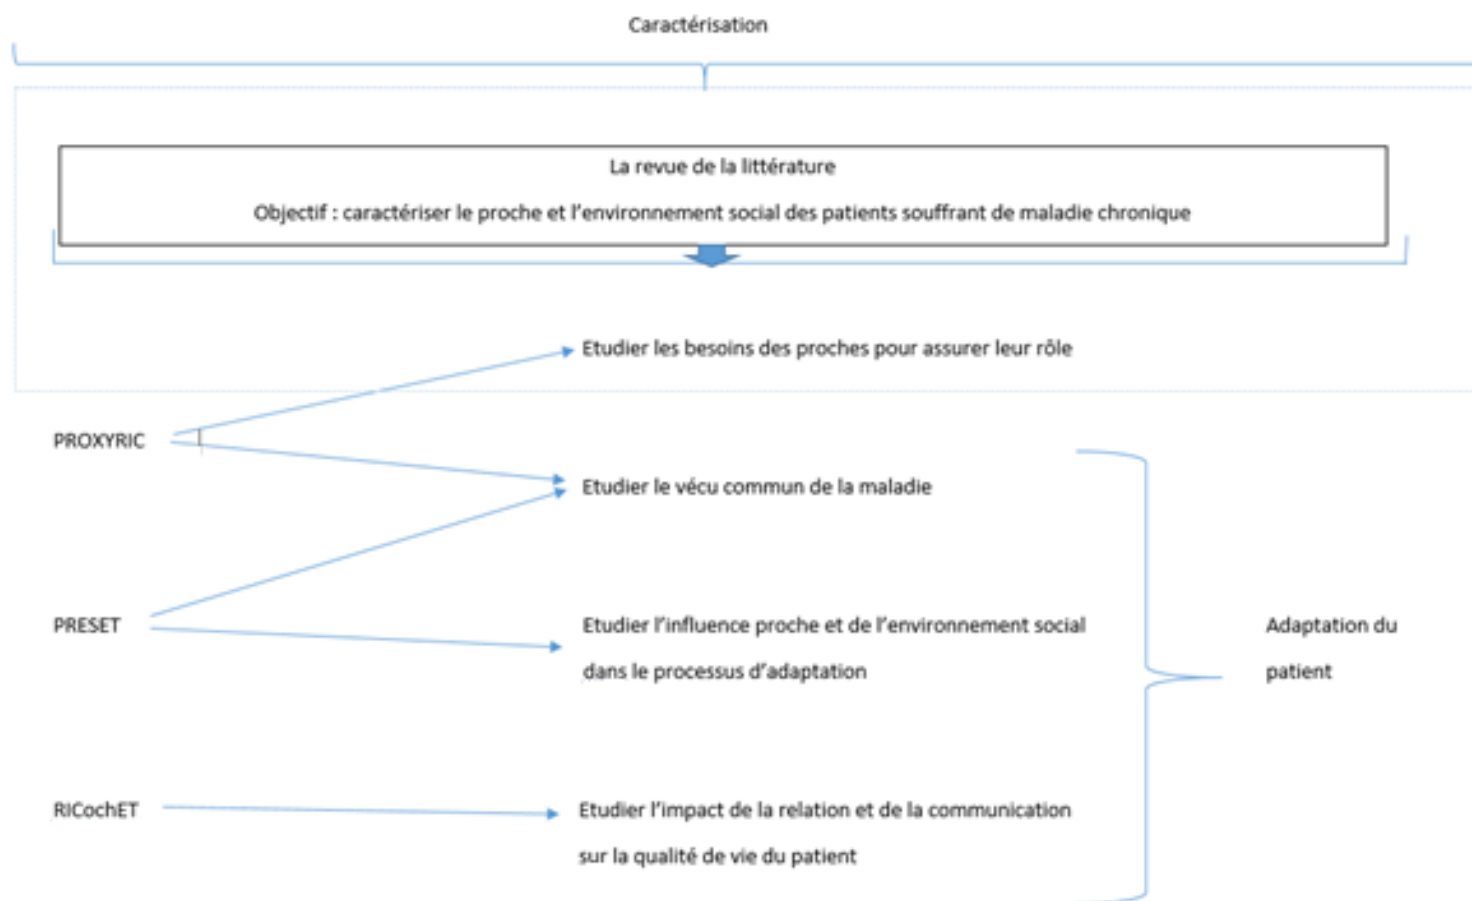 Caractérisation
La revue de la littérature
Objectif : caractériser le proche et l'environnement social des patients souffrant de maladie chronique
Etudier les besoins des proches pour assurer leur rôle
PROXYRIC
Etudier le vécu commun de la maladie
PRESET
Etudier l'influence proche et de l'environnement social
dans le processus d'adaptation
Adaptation du
patient
RICochET
Etudier l'impact de la relation et de la communication
sur la qualité de vie du patient